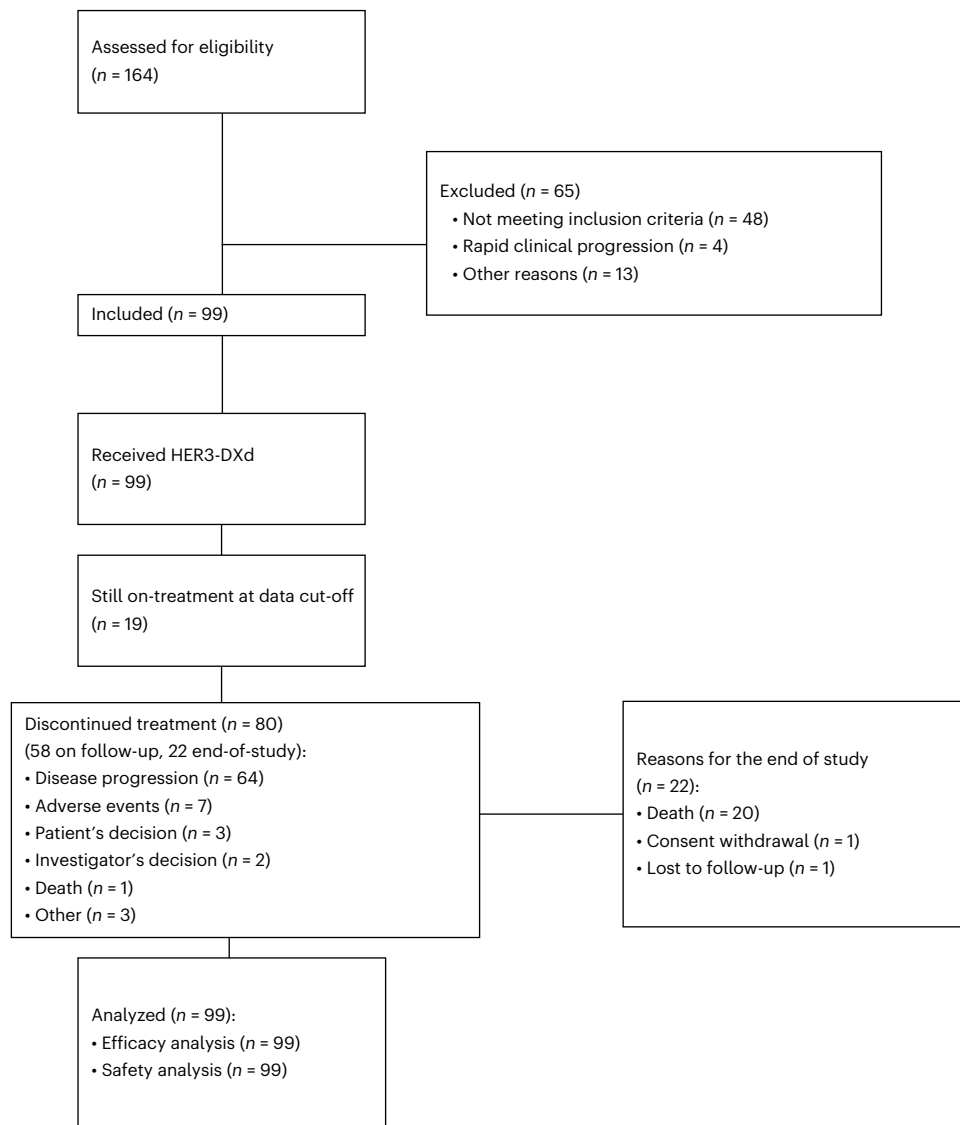 Assessed for eligibility
(n = 164)
Excluded (n = 65)
• Not meeting inclusion criteria (n = 48)
• Rapid clinical progression (n = 4)
• Other reasons (n = 13)
Included (n = 99)
Received HER3-DXd
(n = 99)
Still on-treatment at data cut-off
(n = 19)
Discontinued treatment (n = 80)
(58 on follow-up, 22 end-of-study):
• Disease progression (n = 64)
• Adverse events (n = 7)
• Patient’s decision (n = 3)
• Investigator’s decision (n = 2)
• Death (n = 1)
• Other (n = 3)
Reasons for the end of study
(n = 22):
• Death (n = 20)
• Consent withdrawal (n = 1)
• Lost to follow-up (n = 1)
Analyzed (n = 99):
• Efficacy analysis (n = 99)
• Safety analysis (n = 99)